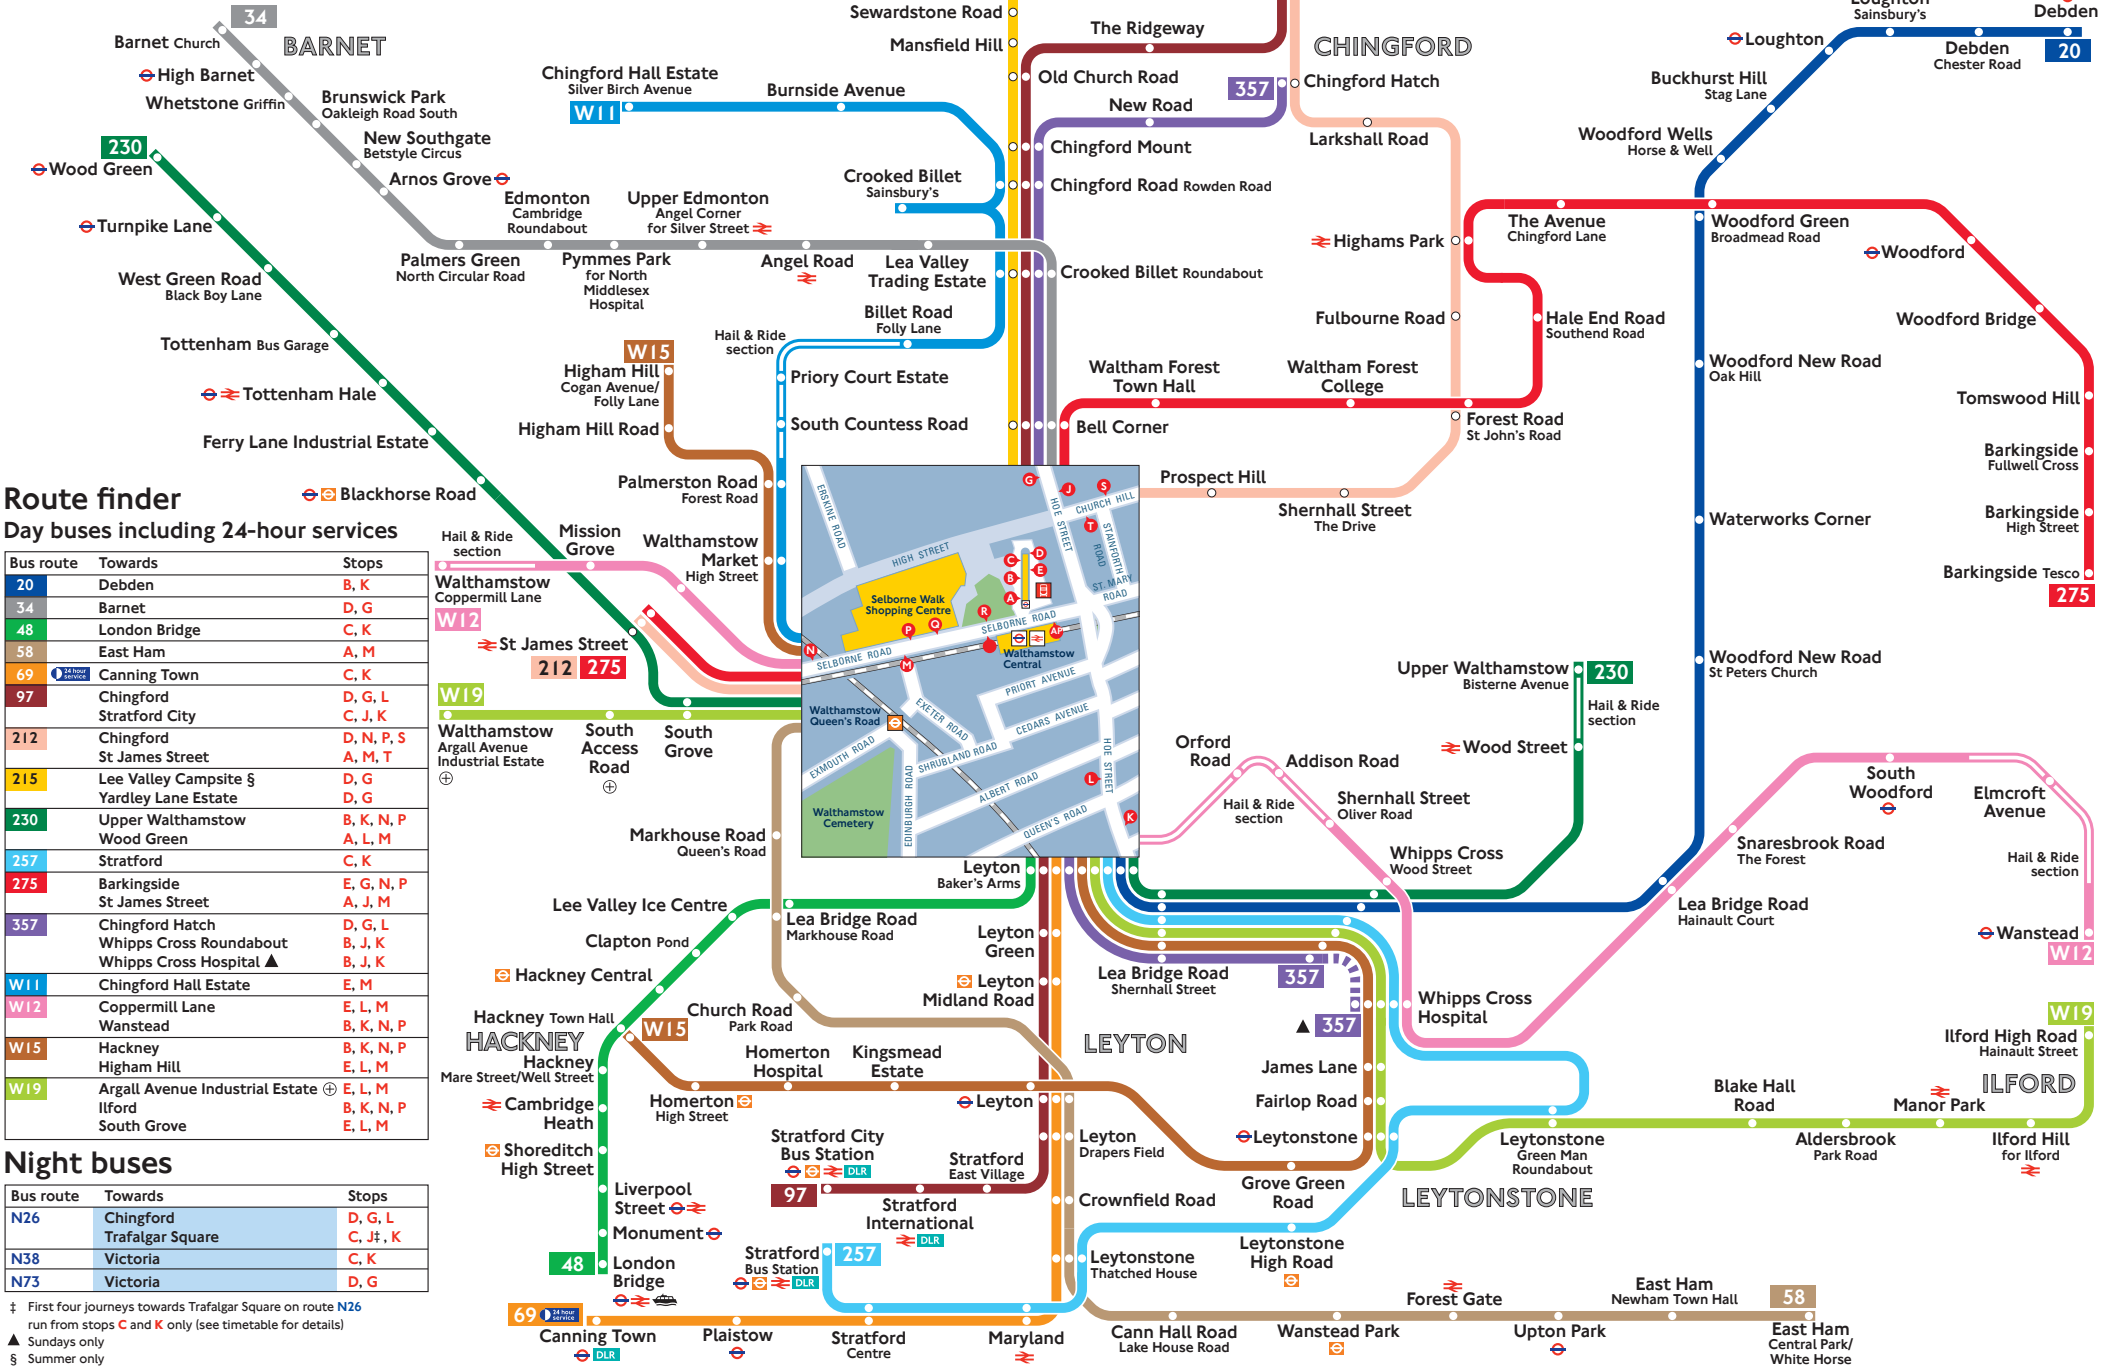 34
Barnet Church
BARNET
High Barnet
Whetstone Griffin
Brunswick Park
Oakleigh Road South
New Southgate
Betstyle Circus
Arnos Grove
230
Wood Green
Turnpike Lane
West Green Road
Black Boy Lane
Tottenham Bus Garage
Tottenham Hale
Ferry Lane Industrial Estate
Blackhorse Road
Edmonton
Cambridge
Roundabout
Upper Edmonton
Angel Corner
for Silver Street
Palmers Green
North Circular Road
Pymmes Park
for North
Middlesex
Hospital
Angel Road
Lea Valley
Trading Estate
Chingford Hall Estate
Silver Birch Avenue
W11
Burnside Avenue
Crooked Billet
Sainsbury's
Billet Road
Folly Lane
Hail & Ride
section
Priory Court Estate
South Countess Road
W15
Higham Hill
Cogan Avenue/
Folly Lane
Higham Hill Road
Palmerston Road
Forest Road
Walthamstow
Market
High Street
Sewardstone Road
Mansfield Hill
The Ridgeway
Old Church Road
357
New Road
Chingford Mount
Chingford Road Rowden Road
Crooked Billet Roundabout
Bell Corner
CHINGFORD
Chingford Hatch
Larkshall Road
Highams Park
Fulbourne Road
Waltham Forest
Town Hall
Waltham Forest
College
Forest Road
St John's Road
Prospect Hill
Shernhall Street
The Drive
The Avenue
Chingford Lane
Hale End Road
Southend Road
Loughton
Sainsbury's
Debden
Loughton
Debden
Chester Road
20
Buckhurst Hill
Stag Lane
Woodford Wells
Horse & Well
Woodford Green
Broadmead Road
Woodford
Woodford Bridge
Woodford New Road
Oak Hill
Tomswood Hill
Barkingside
Fullwell Cross
Barkingside
High Street
Barkingside Tesco
275
Waterworks Corner
Woodford New Road
St Peters Church
Route finder
Day buses including 24-hour services
Bus route Towards Stops
20 Debden B, K
34 Barnet D, G
48 London Bridge C, K
58 East Ham A, M
69 24 hour service Canning Town C, K
97 Chingford D, G, L
Stratford City C, J, K
212 Chingford D, N, P, S
St James Street A, M, T
215 Lee Valley Campsite § D, G
Yardley Lane Estate D, G
230 Upper Walthamstow B, K, N, P
Wood Green A, L, M
257 Stratford C, K
275 Barkingside E, G, N, P
St James Street A, J, M
357 Chingford Hatch D, G, L
Whipps Cross Roundabout B, J, K
Whipps Cross Hospital ▲ B, J, K
W11 Chingford Hall Estate E, M
W12 Coppermill Lane E, L, M
Wanstead B, K, N, P
W15 Hackney B, K, N, P
Higham Hill E, L, M
W19 Argall Avenue Industrial Estate ⊕ E, L, M
Ilford B, K, N, P
South Grove E, L, M
Night buses
Bus route Towards Stops
N26 Chingford D, G, L
Trafalgar Square C, J‡, K
N38 Victoria C, K
N73 Victoria D, G
‡ First four journeys towards Trafalgar Square on route N26
run from stops C and K only (see timetable for details)
▲ Sundays only
§ Summer only
Hail & Ride
section
Mission
Grove
Walthamstow
Coppermill Lane
W12
St James Street
212 275
W19
Walthamstow
Argall Avenue
Industrial Estate
⊕
South
Access
Road
⊕
South
Grove
ERSKINE ROAD
HIGH STREET
HOE STREET
CHURCH HILL
STAINFORTH
ROAD
ST. MARY
ROAD
G
J
S
T
C
D
B
E
A
R
P
Q
N
M
AP
L
K
Selborne Walk
Shopping Centre
SELBORNE ROAD
SELBORNE ROAD
Walthamstow
Central
PRIORY AVENUE
Walthamstow
Queen's Road
EXETER ROAD
CEDARS AVENUE
EXMOUTH ROAD
SHRUBLAND ROAD
HOE STREET
EDINBURGH ROAD
ALBERT ROAD
Walthamstow
Cemetery
QUEEN'S ROAD
Upper Walthamstow
Bisterne Avenue
230
Hail & Ride
section
Wood Street
Orford
Road
Addison Road
Hail & Ride
section
Shernhall Street
Oliver Road
Whipps Cross
Wood Street
South
Woodford
Elmcroft
Avenue
Snaresbrook Road
The Forest
Hail & Ride
section
Lea Bridge Road
Hainault Court
Wanstead
W12
Markhouse Road
Queen's Road
Leyton
Baker's Arms
Lee Valley Ice Centre
Lea Bridge Road
Markhouse Road
Clapton Pond
Leyton
Green
Hackney Central
Leyton
Midland Road
Lea Bridge Road
Shernhall Street
357
▲ 357
Whipps Cross
Hospital
Hackney Town Hall
HACKNEY
W15
Church Road
Park Road
LEYTON
Hackney
Mare Street/Well Street
Homerton
Hospital
Kingsmead
Estate
James Lane
Homerton
High Street
Leyton
Fairlop Road
Cambridge
Heath
Shoreditch
High Street
Stratford City
Bus Station
DLR
Leyton
Drapers Field
Leytonstone
Stratford
East Village
97
Liverpool
Street
Stratford
International
DLR
Crownfield Road
Grove Green
Road
LEYTONSTONE
Monument
48
London
Bridge
Stratford
Bus Station
DLR
257
Leytonstone
Thatched House
Leytonstone
High Road
69 24 hour service
Canning Town
DLR
Plaistow
Stratford
Centre
Maryland
Cann Hall Road
Lake House Road
Wanstead Park
Forest Gate
Upton Park
East Ham
Newham Town Hall
58
East Ham
Central Park/
White Horse
W19
Ilford High Road
Hainault Street
ILFORD
Blake Hall
Road
Manor Park
Leytonstone
Green Man
Roundabout
Aldersbrook
Park Road
Ilford Hill
for Ilford